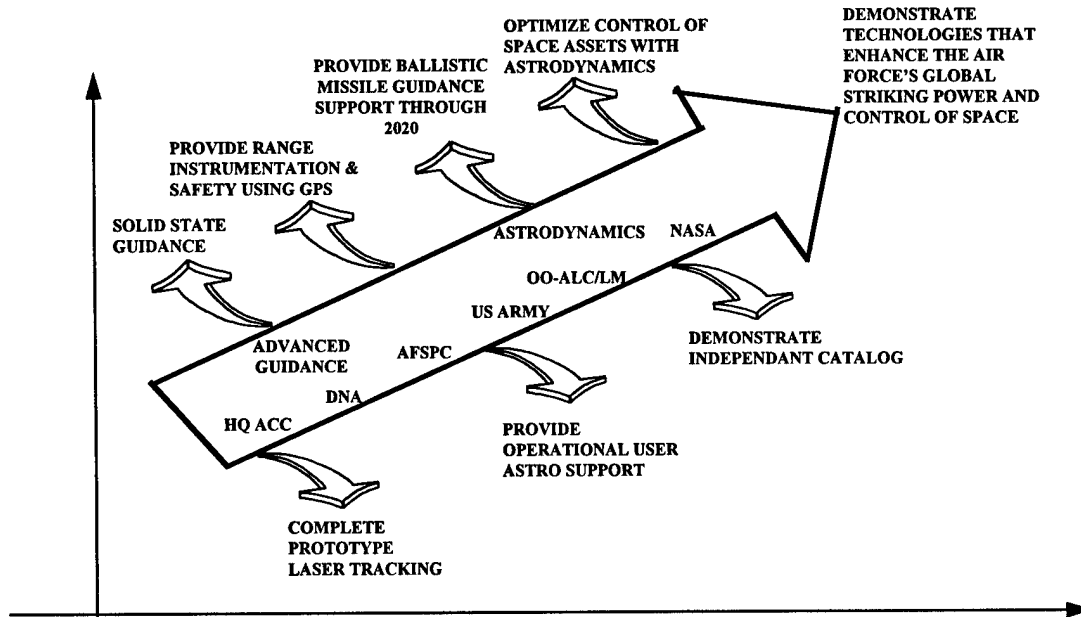 DEMONSTRATE
TECHNOLOGIES THAT
ENHANCE THE AIR
FORCE'S GLOBAL
STRIKING POWER AND
CONTROL OF SPACE
OPTIMIZE CONTROL OF
SPACE ASSETS WITH
ASTRODYNAMICS
PROVIDE BALLISTIC
MISSILE GUIDANCE
SUPPORT THROUGH
2020
PROVIDE RANGE
INSTRUMENTATION &
SAFETY USING GPS
SOLID STATE
GUIDANCE
ASTRODYNAMICS
NASA
OO-ALC/LM
US ARMY
AFSPC
ADVANCED
GUIDANCE
DNA
HQ ACC
DEMONSTRATE
INDEPENDANT CATALOG
PROVIDE
OPERATIONAL USER
ASTRO SUPPORT
COMPLETE
PROTOTYPE
LASER TRACKING